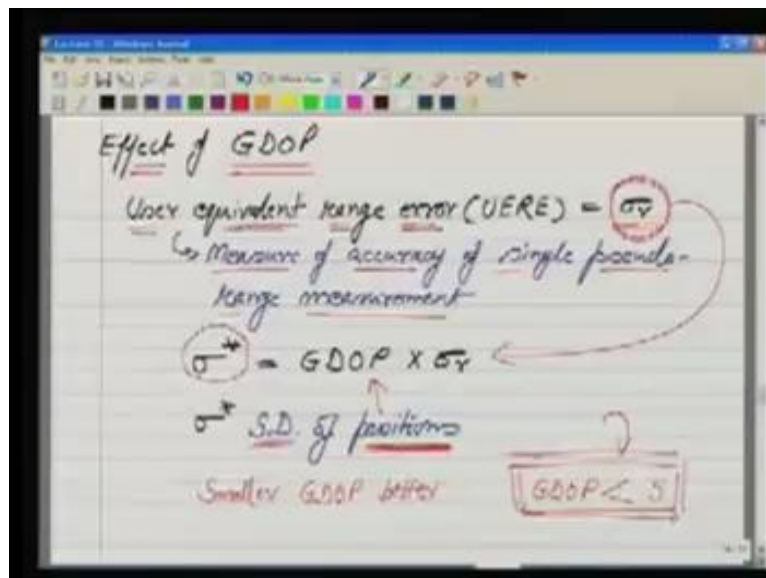 Effect of GDOP
User equivalent range error (UERE) = σr
↳ Measure of accuracy of single pseudo-
range measurement
σ* = GDOP × σr
σ* S.D. of positions
Smaller GDOP better
GDOP < 5